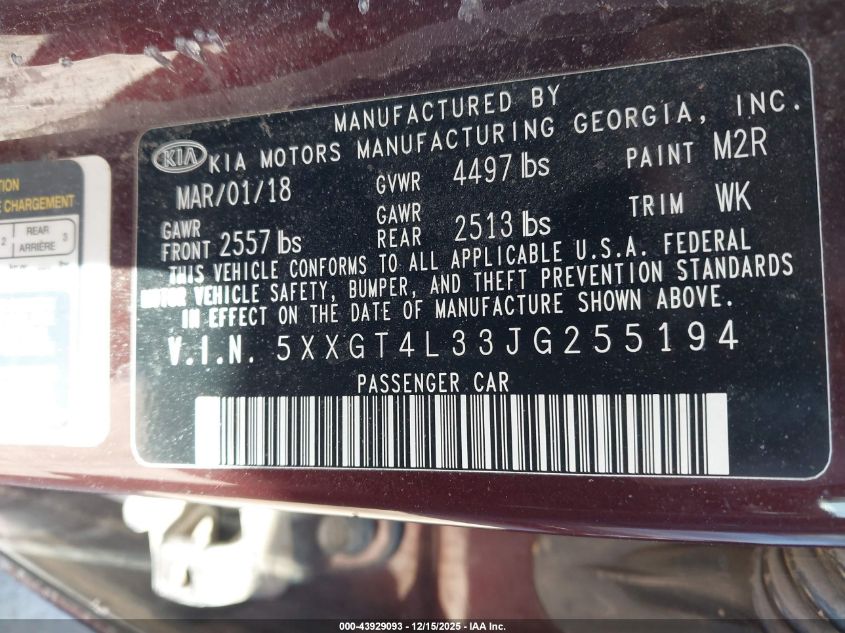 MANUFACTURED BY
KIA KIA MOTORS MANUFACTURING GEORGIA, INC.
MAR/01/18 GVWR 4497 lbs PAINT M2R
GAWR FRONT 2557 lbs GAWR REAR 2513 lbs TRIM WK
THIS VEHICLE CONFORMS TO ALL APPLICABLE U.S.A. FEDERAL
MOTOR VEHICLE SAFETY, BUMPER, AND THEFT PREVENTION STANDARDS
IN EFFECT ON THE DATE OF MANUFACTURE SHOWN ABOVE.
V.I.N. 5XXGT4L33JG255194
PASSENGER CAR
CHARGEMENT
2 REAR 3
ARRIÈRE
000-43929093 - 12/15/2025 - IAA Inc.